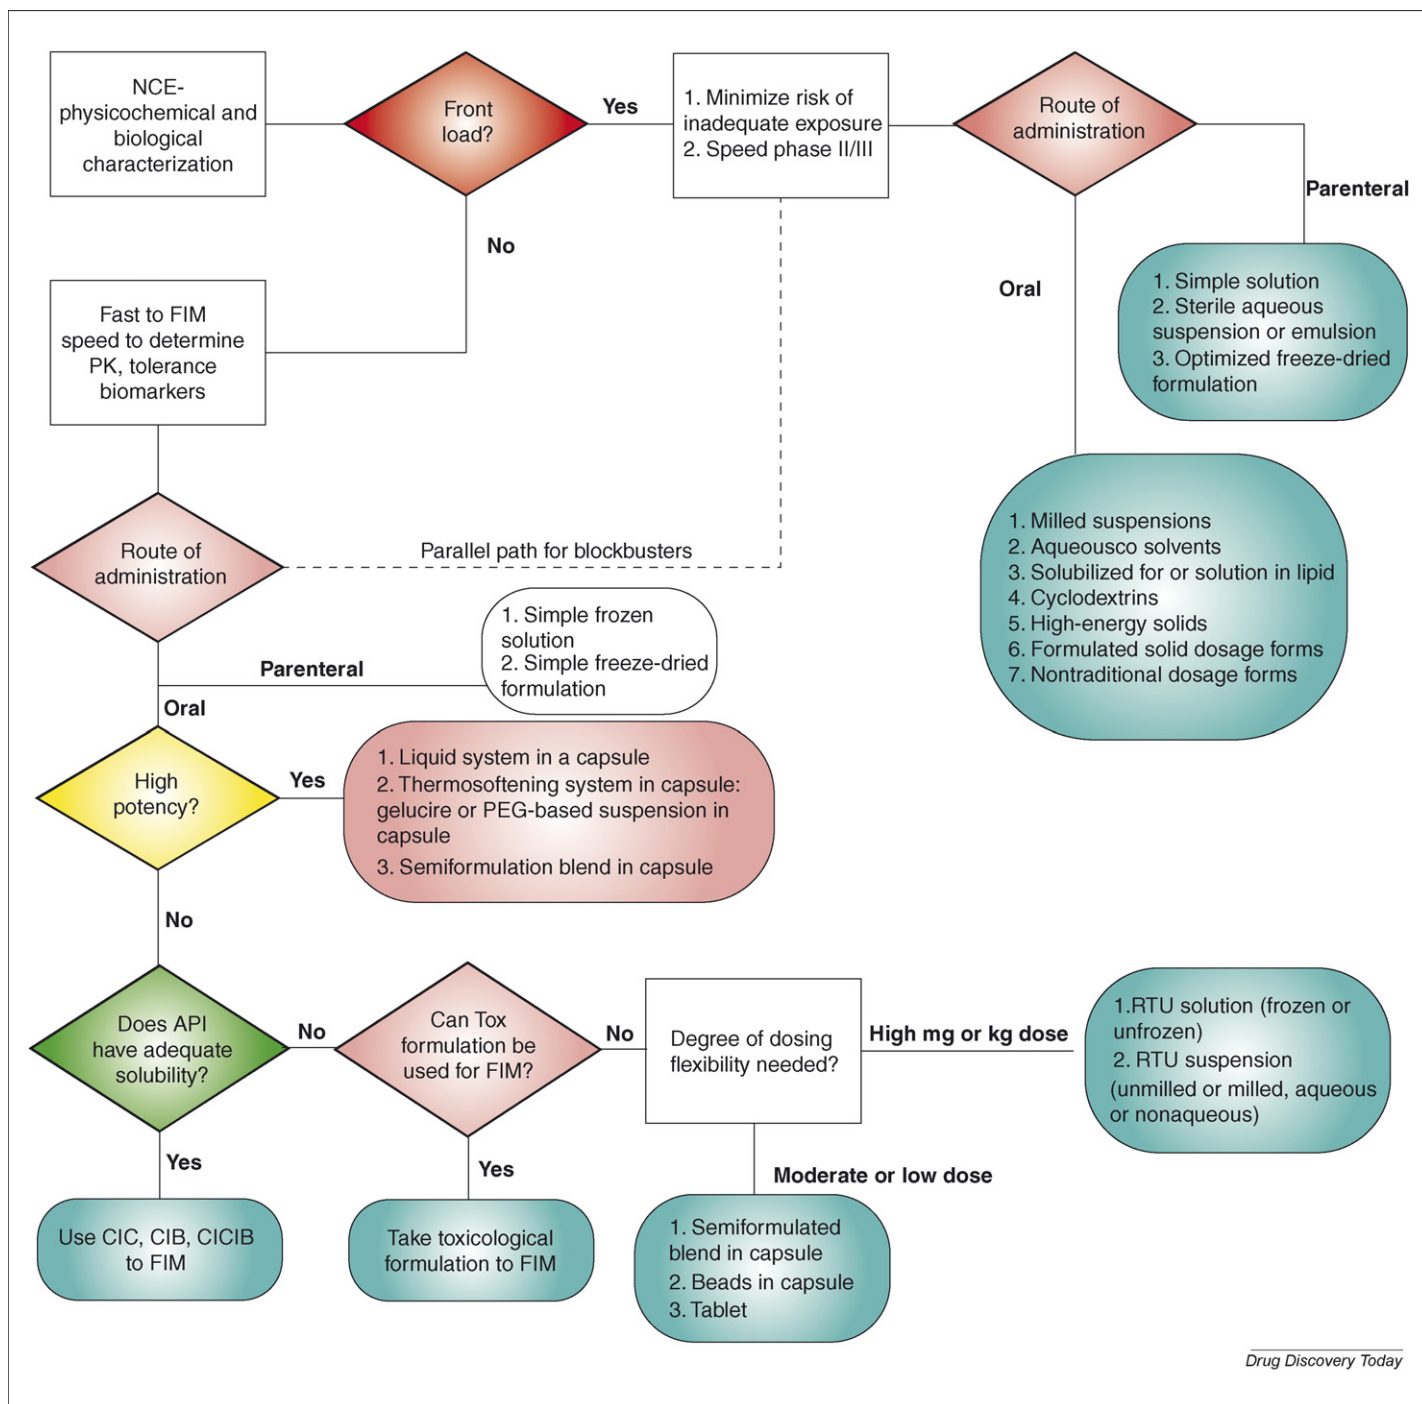 NCE-
physicochemical and
biological
characterization
Front
load?
Yes
1. Minimize risk of
inadequate exposure
2. Speed phase II/III
Route of
administration
Parenteral
No
Oral
1. Simple solution
2. Sterile aqueous
suspension or emulsion
3. Optimized freeze-dried
formulation
Fast to FIM
speed to determine
PK, tolerance
biomarkers
1. Milled suspensions
2. Aqueousco solvents
3. Solubilized for or solution in lipid
4. Cyclodextrins
5. High-energy solids
6. Formulated solid dosage forms
7. Nontraditional dosage forms
Route of
administration
Parallel path for blockbusters
1. Simple frozen
solution
2. Simple freeze-dried
formulation
Parenteral
Oral
High
potency?
Yes
1. Liquid system in a capsule
2. Thermosoftening system in capsule:
gelucire or PEG-based suspension in
capsule
3. Semiformulation blend in capsule
No
Does API
have adequate
solubility?
No
Can Tox
formulation be
used for FIM?
No
Degree of dosing
flexibility needed?
High mg or kg dose
1.RTU solution (frozen or
unfrozen)
2. RTU suspension
(unmilled or milled, aqueous
or nonaqueous)
Yes
Yes
Moderate or low dose
Use CIC, CIB, CICIB
to FIM
Take toxicological
formulation to FIM
1. Semiformulated
blend in capsule
2. Beads in capsule
3. Tablet
Drug Discovery Today